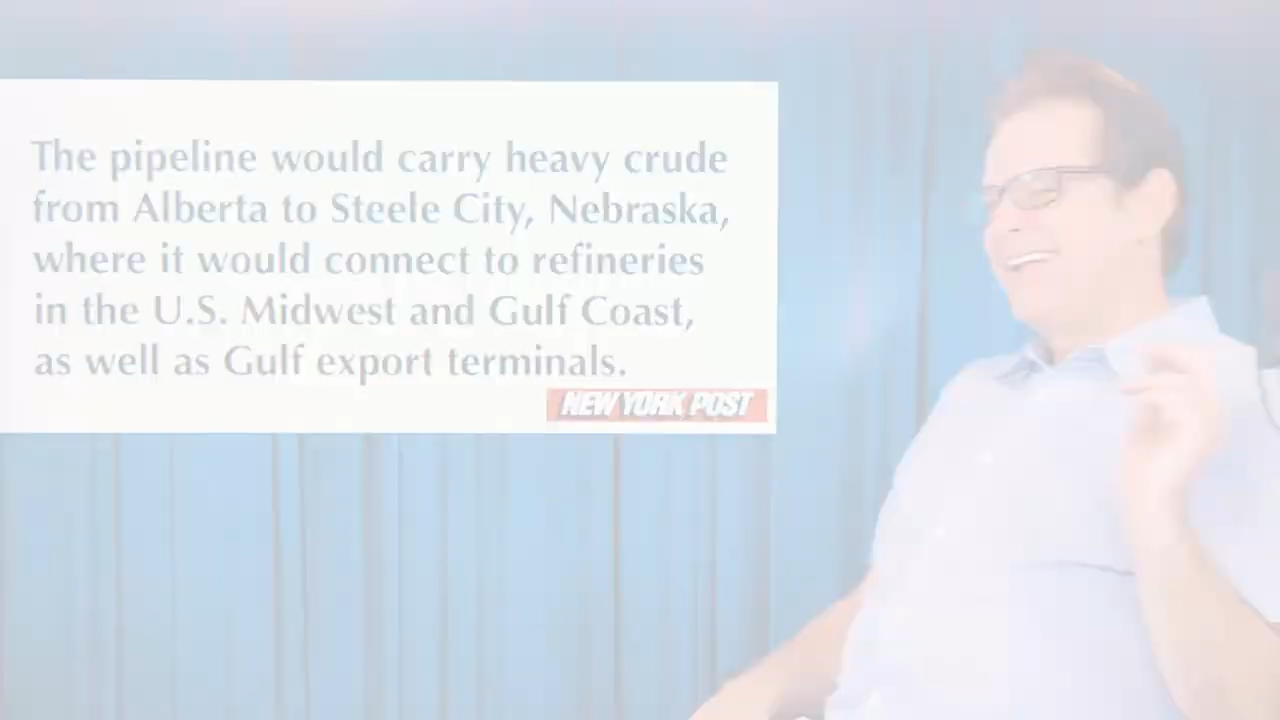 The pipeline would carry heavy crude
from Alberta to Steele City, Nebraska,
where it would connect to refineries
in the U.S. Midwest and Gulf Coast,
as well as Gulf export terminals.
NEW YORK POST